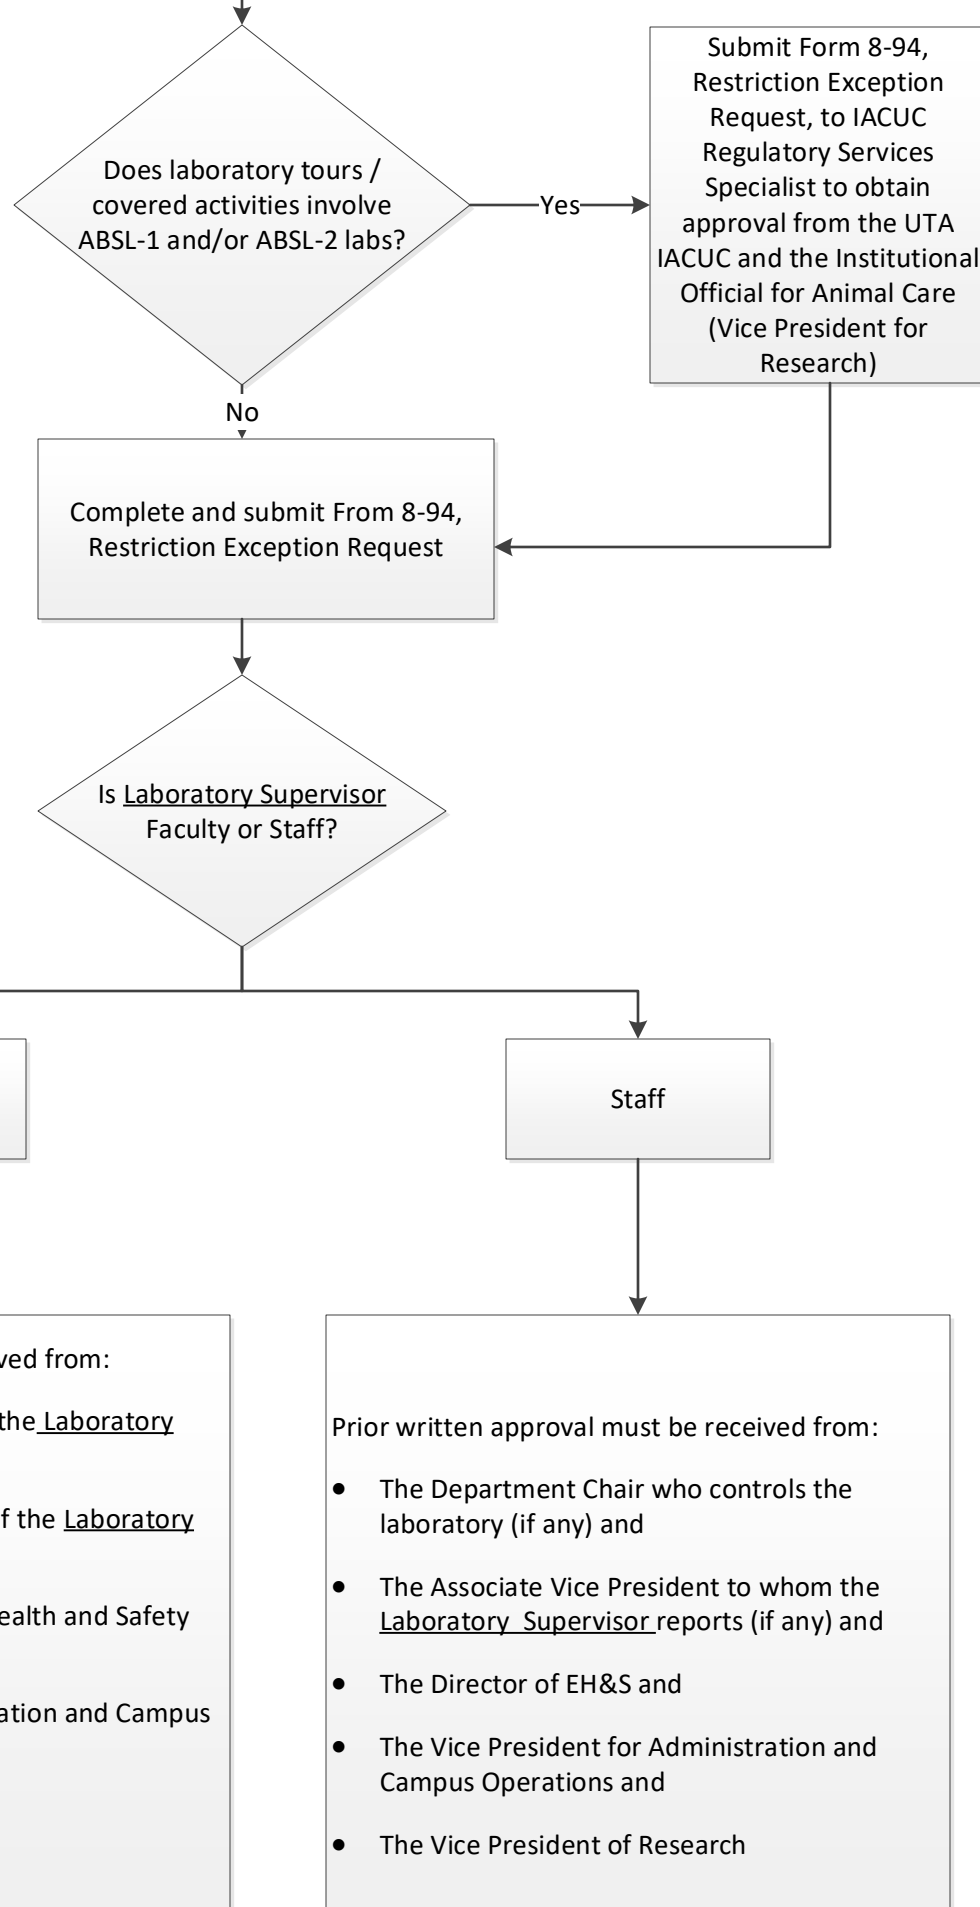 Does laboratory tours /
covered activities involve
ABSL-1 and/or ABSL-2 labs?
Yes
Submit Form 8-94,
Restriction Exception
Request, to IACUC
Regulatory Services
Specialist to obtain
approval from the UTA
IACUC and the Institutional
Official for Animal Care
(Vice President for
Research)
No
Complete and submit From 8-94,
Restriction Exception Request
Is Laboratory Supervisor
Faculty or Staff?
Staff
from:
the Laboratory
the Laboratory
and Safety
and Campus
Prior written approval must be received from:
• The Department Chair who controls the
laboratory (if any) and
• The Associate Vice President to whom the
Laboratory Supervisor reports (if any) and
• The Director of EH&S and
• The Vice President for Administration and
Campus Operations and
• The Vice President of Research